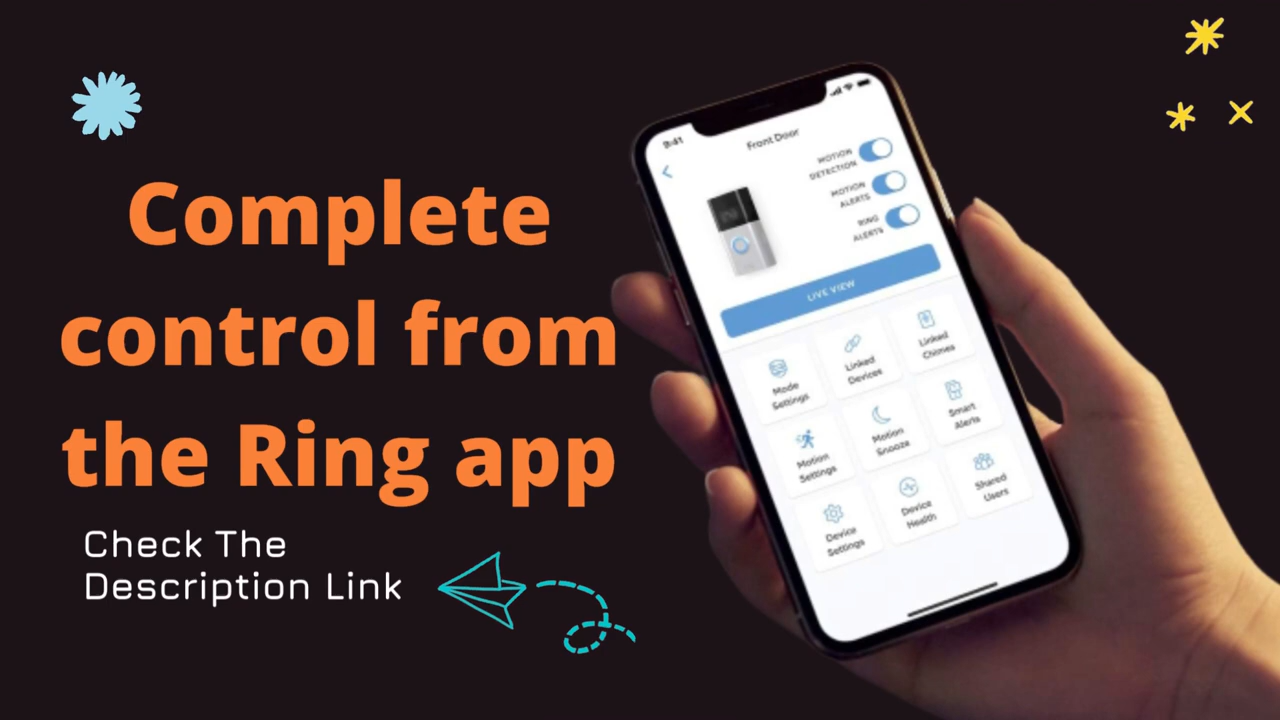 Complete
control from
the Ring app
Check The
Description Link
9:41
Front Door
MOTION
DETECTION
MOTION
ALERTS
RING
ALERTS
LIVE VIEW
Mode
Settings
Linked
Devices
Linked
Chimes
Motion
Settings
Motion
Snooze
Smart
Alerts
Device
Settings
Device
Health
Shared
Users